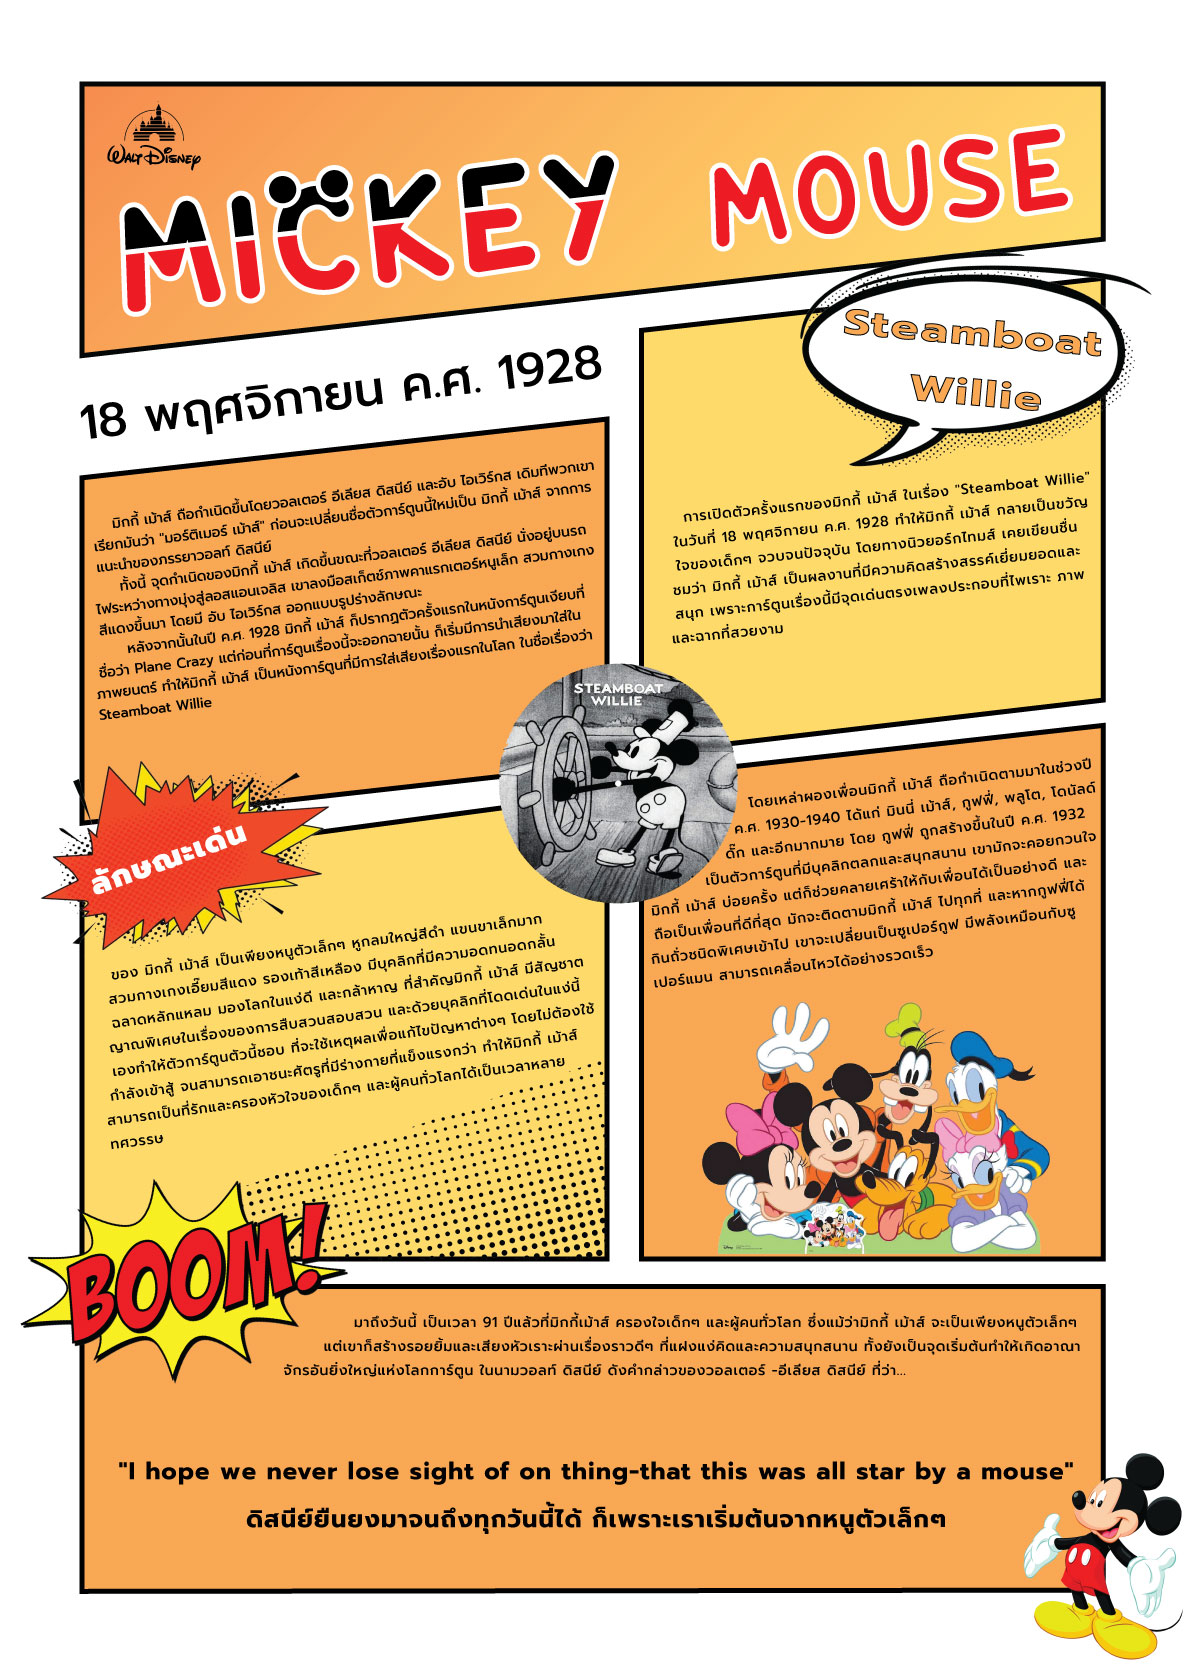 WALT DISNEY
MICKEY MOUSE
18 พฤศจิกายน ค.ศ. 1928
มิกกี้ เม้าส์ ถือกำเนิดขึ้นโดยวอลเตอร์ อีเลียส ดิสนีย์ และอับ ไอเวิร์กส เดิมทีพวกเขา
เรียกมันว่า "มอร์ติเมอร์ เม้าส์" ก่อนจะเปลี่ยนชื่อตัวการ์ตูนนี้ใหม่เป็น มิกกี้ เม้าส์ จากการ
แนะนำของภรรยาวอลท์ ดิสนีย์
ทั้งนี้ จุดกำเนิดของมิกกี้ เม้าส์ เกิดขึ้นขณะที่วอลเตอร์ อีเลียส ดิสนีย์ นั่งอยู่บนรถ
ไฟระหว่างทางมุ่งสู่ลอสแอนเจลิส เขาลงมือสเก็ตช์ภาพคาแรกเตอร์หนูเล็ก สวมกางเกง
สีแดงขึ้นมา โดยมี อับ ไอเวิร์กส ออกแบบรูปร่างลักษณะ
หลังจากนั้นในปี ค.ศ. 1928 มิกกี้ เม้าส์ ก็ปรากฏตัวครั้งแรกในหนังการ์ตูนเงียบที่
ชื่อว่า Plane Crazy แต่ก่อนที่การ์ตูนเรื่องนี้จะออกฉายนั้น ก็เริ่มมีการนำเสียงมาใส่ใน
ภาพยนตร์ ทำให้มิกกี้ เม้าส์ เป็นหนังการ์ตูนที่มีการใส่เสียงเรื่องแรกในโลก ในชื่อเรื่องว่า
Steamboat Willie
Steamboat
Willie
การเปิดตัวครั้งแรกของมิกกี้ เม้าส์ ในเรื่อง "Steamboat Willie"
ในวันที่ 18 พฤศจิกายน ค.ศ. 1928 ทำให้มิกกี้ เม้าส์ กลายเป็นขวัญ
ใจของเด็กๆ จวบจนปัจจุบัน โดยทางนิวยอร์กไทมส์ เคยเขียนชื่น
ชมว่า มิกกี้ เม้าส์ เป็นผลงานที่มีความคิดสร้างสรรค์เยี่ยมยอดและ
สนุก เพราะการ์ตูนเรื่องนี้มีจุดเด่นตรงเพลงประกอบที่ไพเราะ ภาพ
และฉากที่สวยงาม
STEAMBOAT
WILLIE
ลักษณะเด่น
ของ มิกกี้ เม้าส์ เป็นเพียงหนูตัวเล็กๆ หูกลมใหญ่สีดำ แขนขาเล็กมาก
สวมกางเกงเอี๊ยมสีแดง รองเท้าสีเหลือง มีบุคลิกที่มีความอดทนอดกลั้น
ฉลาดหลักแหลม มองโลกในแง่ดี และกล้าหาญ ที่สำคัญมิกกี้ เม้าส์ มีสัญชาต
ญาณพิเศษในเรื่องของการสืบสวนสอบสวน และด้วยบุคลิกที่โดดเด่นในแง่นี้
เองทำให้ตัวการ์ตูนตัวนี้ชอบ ที่จะใช้เหตุผลเพื่อแก้ไขปัญหาต่างๆ โดยไม่ต้องใช้
กำลังเข้าสู้ จนสามารถเอาชนะศัตรูที่มีร่างกายที่แข็งแรงกว่า ทำให้มิกกี้ เม้าส์
สามารถเป็นที่รักและครองหัวใจของเด็กๆ และผู้คนทั่วโลกได้เป็นเวลาหลาย
ทศวรรษ
โดยเหล่าผองเพื่อนมิกกี้ เม้าส์ ถือกำเนิดตามมาในช่วงปี
ค.ศ. 1930-1940 ได้แก่ มินนี่ เม้าส์, กูฟฟี่, พลูโต, โดนัลด์
ดั๊ก และอีกมากมาย โดย กูฟฟี่ ถูกสร้างขึ้นในปี ค.ศ. 1932
เป็นตัวการ์ตูนที่มีบุคลิกตลกและสนุกสนาน เขามักจะคอยกวนใจ
มิกกี้ เม้าส์ บ่อยครั้ง แต่ก็ช่วยคลายเศร้าให้กับเพื่อนได้เป็นอย่างดี และ
ถือเป็นเพื่อนที่ดีที่สุด มักจะติดตามมิกกี้ เม้าส์ ไปทุกที่ และหากกูฟฟี่ได้
กินถั่วชนิดพิเศษเข้าไป เขาจะเปลี่ยนเป็นซูเปอร์กูฟ มีพลังเหมือนกับซู
เปอร์แมน สามารถเคลื่อนไหวได้อย่างรวดเร็ว
BOOM!
มาถึงวันนี้ เป็นเวลา 91 ปีแล้วที่มิกกี้เม้าส์ ครองใจเด็กๆ และผู้คนทั่วโลก ซึ่งแม้ว่ามิกกี้ เม้าส์ จะเป็นเพียงหนูตัวเล็กๆ
แต่เขาก็สร้างรอยยิ้มและเสียงหัวเราะผ่านเรื่องราวดีๆ ที่แฝงแง่คิดและความสนุกสนาน ทั้งยังเป็นจุดเริ่มต้นทำให้เกิดอาณา
จักรอันยิ่งใหญ่แห่งโลกการ์ตูน ในนามวอลท์ ดิสนีย์ ดังคำกล่าวของวอลเตอร์ -อีเลียส ดิสนีย์ ที่ว่า...
"I hope we never lose sight of on thing-that this was all star by a mouse"
ดิสนีย์ยืนยงมาจนถึงทุกวันนี้ได้ ก็เพราะเราเริ่มต้นจากหนูตัวเล็กๆ